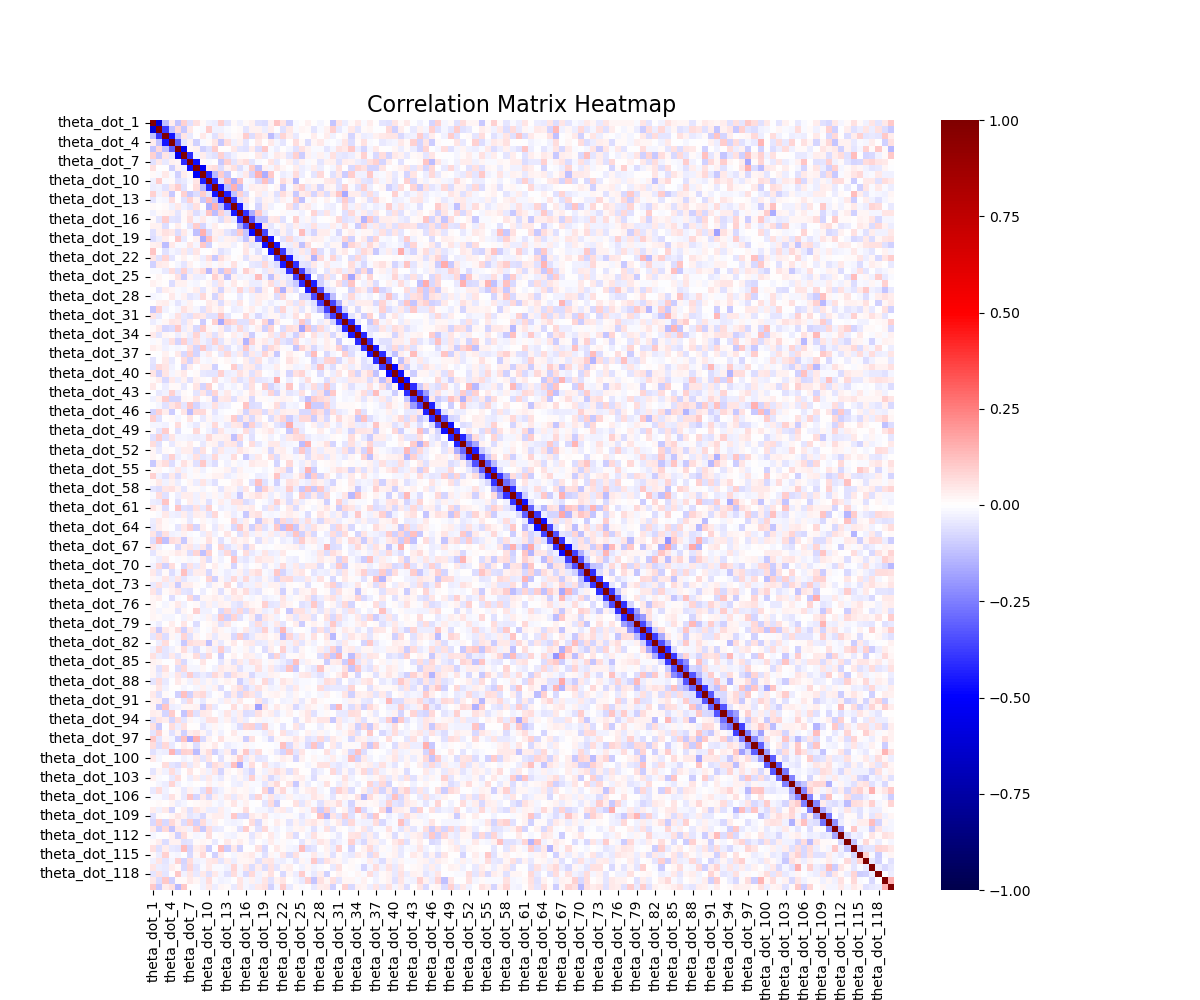 Correlation Matrix Heatmap
theta_dot_1
theta_dot_4
theta_dot_7
theta_dot_10
theta_dot_13
theta_dot_16
theta_dot_19
theta_dot_22
theta_dot_25
theta_dot_28
theta_dot_31
theta_dot_34
theta_dot_37
theta_dot_40
theta_dot_43
theta_dot_46
theta_dot_49
theta_dot_52
theta_dot_55
theta_dot_58
theta_dot_61
theta_dot_64
theta_dot_67
theta_dot_70
theta_dot_73
theta_dot_76
theta_dot_79
theta_dot_82
theta_dot_85
theta_dot_88
theta_dot_91
theta_dot_94
theta_dot_97
theta_dot_100
theta_dot_103
theta_dot_106
theta_dot_109
theta_dot_112
theta_dot_115
theta_dot_118
theta_dot_1
theta_dot_4
theta_dot_7
theta_dot_10
theta_dot_13
theta_dot_16
theta_dot_19
theta_dot_22
theta_dot_25
theta_dot_28
theta_dot_31
theta_dot_34
theta_dot_37
theta_dot_40
theta_dot_43
theta_dot_46
theta_dot_49
theta_dot_52
theta_dot_55
theta_dot_58
theta_dot_61
theta_dot_64
theta_dot_67
theta_dot_70
theta_dot_73
theta_dot_76
theta_dot_79
theta_dot_82
theta_dot_85
theta_dot_88
theta_dot_91
theta_dot_94
theta_dot_97
theta_dot_100
theta_dot_103
theta_dot_106
theta_dot_109
theta_dot_112
theta_dot_115
theta_dot_118
1.00
0.75
0.50
0.25
0.00
−0.25
−0.50
−0.75
−1.00